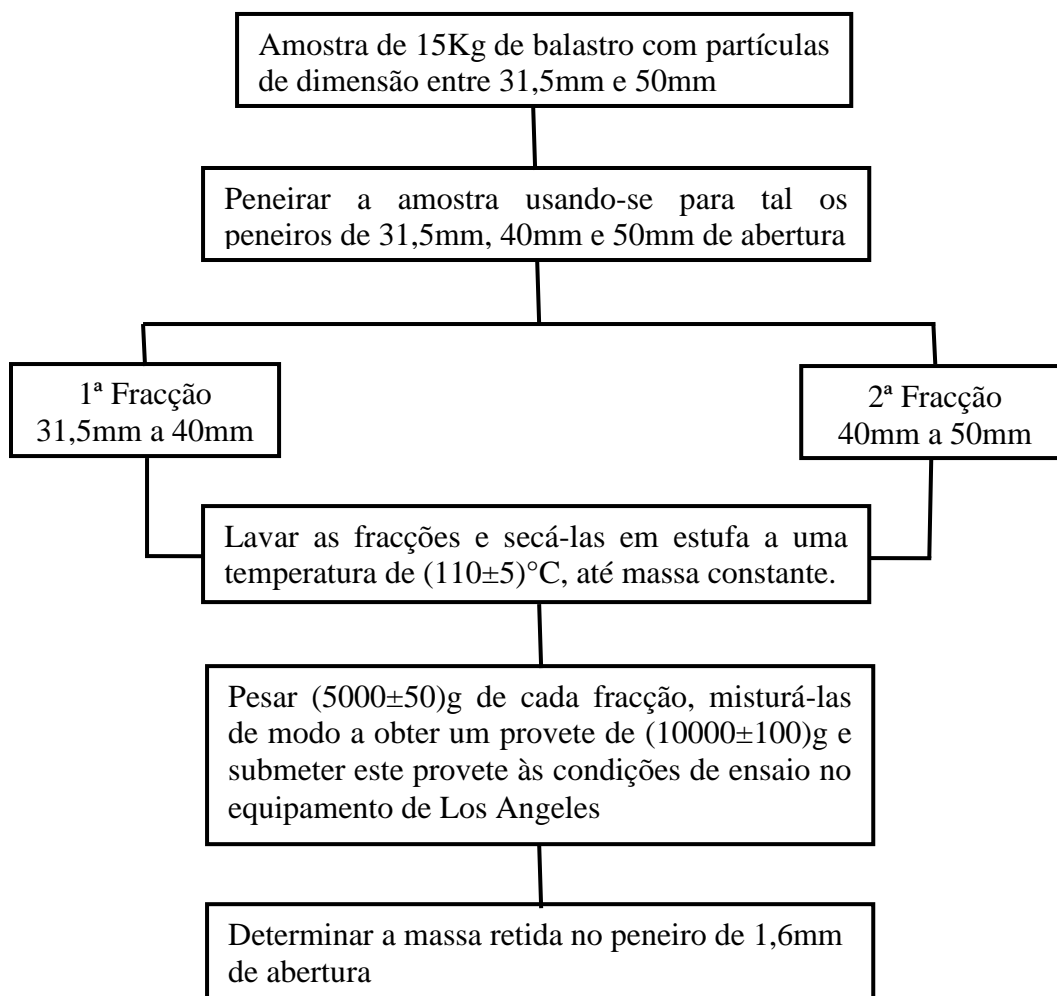 Amostra de 15Kg de balastro com partículas
de dimensão entre 31,5mm e 50mm
Peneirar a amostra usando-se para tal os
peneiros de 31,5mm, 40mm e 50mm de abertura
1ª Fracção
31,5mm a 40mm
2ª Fracção
40mm a 50mm
Lavar as fracções e secá-las em estufa a uma
temperatura de (110±5)°C, até massa constante.
Pesar (5000±50)g de cada fracção, misturá-las
de modo a obter um provete de (10000±100)g e
submeter este provete às condições de ensaio no
equipamento de Los Angeles
Determinar a massa retida no peneiro de 1,6mm
de abertura